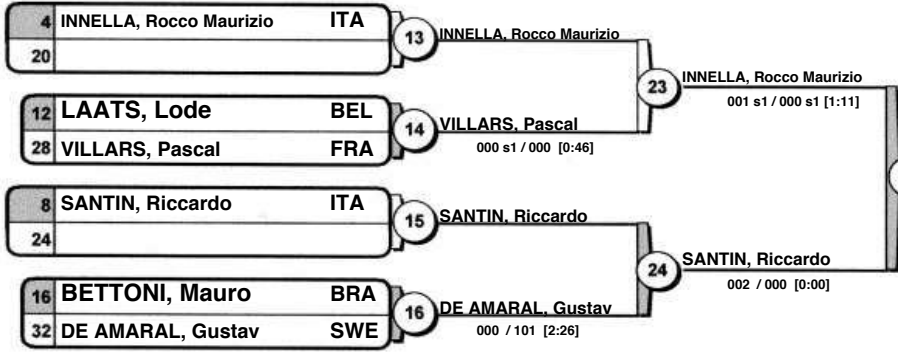 4 INNELLA, Rocco Maurizio ITA
20
13 INNELLA, Rocco Maurizio
12 LAATS, Lode BEL
28 VILLARS, Pascal FRA
14 VILLARS, Pascal
000 s1 / 000 [0:46]
23 INNELLA, Rocco Maurizio
001 s1 / 000 s1 [1:11]
8 SANTIN, Riccardo ITA
24
15 SANTIN, Riccardo
16 BETTONI, Mauro BRA
32 DE AMARAL, Gustav SWE
16 DE AMARAL, Gustav
000 / 101 [2:26]
24 SANTIN, Riccardo
002 / 000 [0:00]